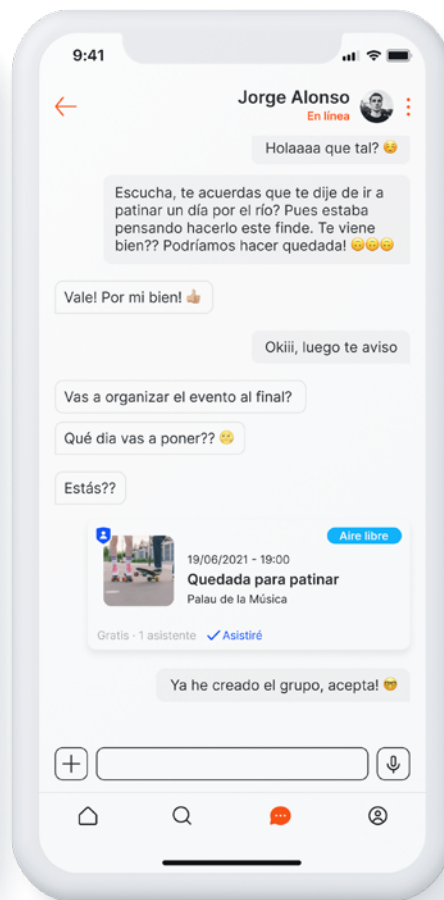 9:41
Jorge Alonso
En línea
Holaaaa que tal? 😏
Escucha, te acuerdas que te dije de ir a
patinar un día por el río? Pues estaba
pensando hacerlo este finde. Te viene
bien?? Podríamos hacer quedada! 😏😏😏
Vale! Por mi bien! 👍🏼
Okiii, luego te aviso
Vas a organizar el evento al final?
Qué dia vas a poner?? 🤔
Estás??
Aire libre
19/06/2021 - 19:00
Quedada para patinar
Palau de la Música
Gratis · 1 asistente ✓ Asistiré
Ya he creado el grupo, acepta! 🤓